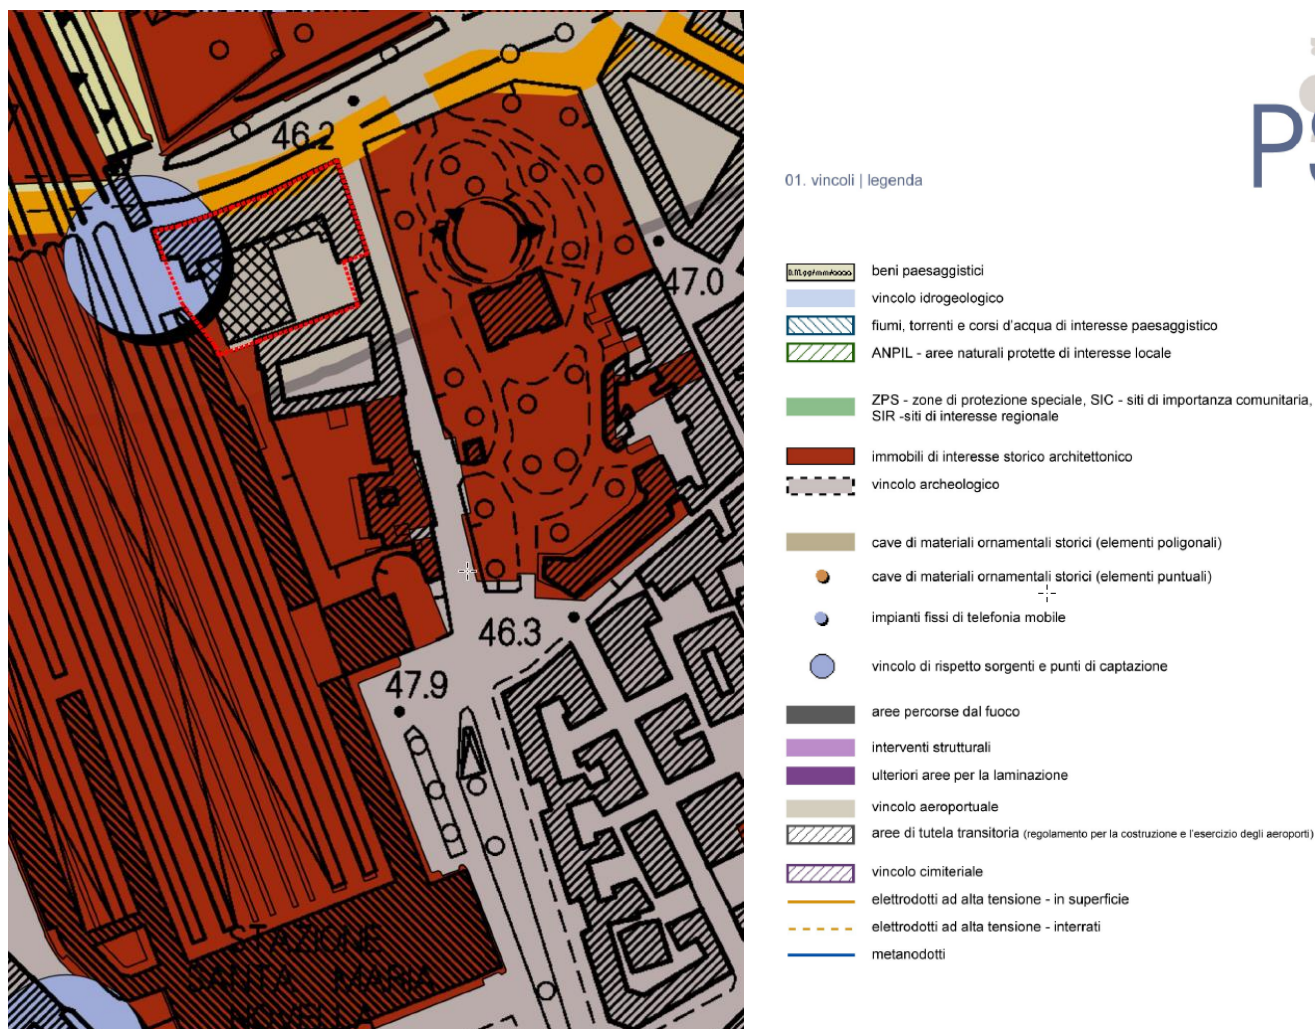 46.2
47.0
46.3
47.9
STAZIONE
SANTA MARIA
NOVELLA
PS
01. vincoli | legenda
D.M.gg/mm/aaaa
beni paesaggistici
vincolo idrogeologico
fiumi, torrenti e corsi d'acqua di interesse paesaggistico
ANPIL - aree naturali protette di interesse locale
ZPS - zone di protezione speciale, SIC - siti di importanza comunitaria,
SIR -siti di interesse regionale
immobili di interesse storico architettonico
vincolo archeologico
cave di materiali ornamentali storici (elementi poligonali)
cave di materiali ornamentali storici (elementi puntuali)
impianti fissi di telefonia mobile
vincolo di rispetto sorgenti e punti di captazione
aree percorse dal fuoco
interventi strutturali
ulteriori aree per la laminazione
vincolo aeroportuale
aree di tutela transitoria (regolamento per la costruzione e l'esercizio degli aeroporti)
vincolo cimiteriale
elettrodotti ad alta tensione - in superficie
elettrodotti ad alta tensione - interrati
metanodotti